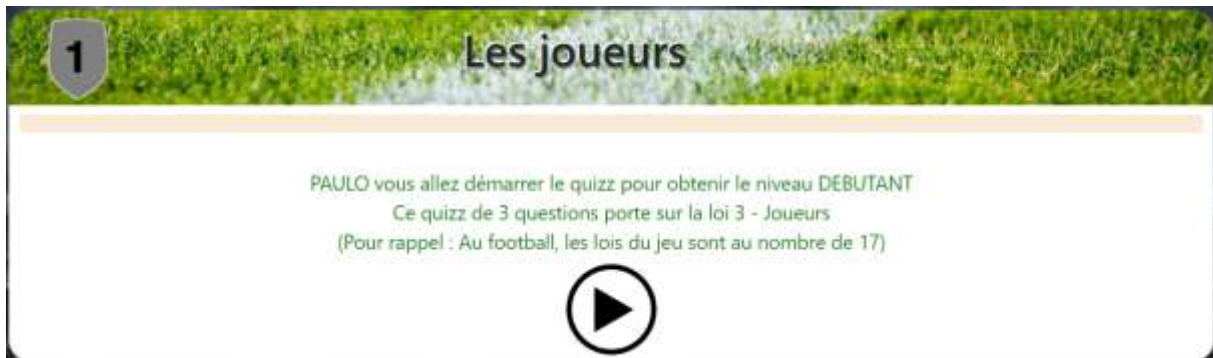 1
Les joueurs
PAULO vous allez démarrer le quizz pour obtenir le niveau DEBUTANT
Ce quizz de 3 questions porte sur la loi 3 - Joueurs
(Pour rappel : Au football, les lois du jeu sont au nombre de 17)